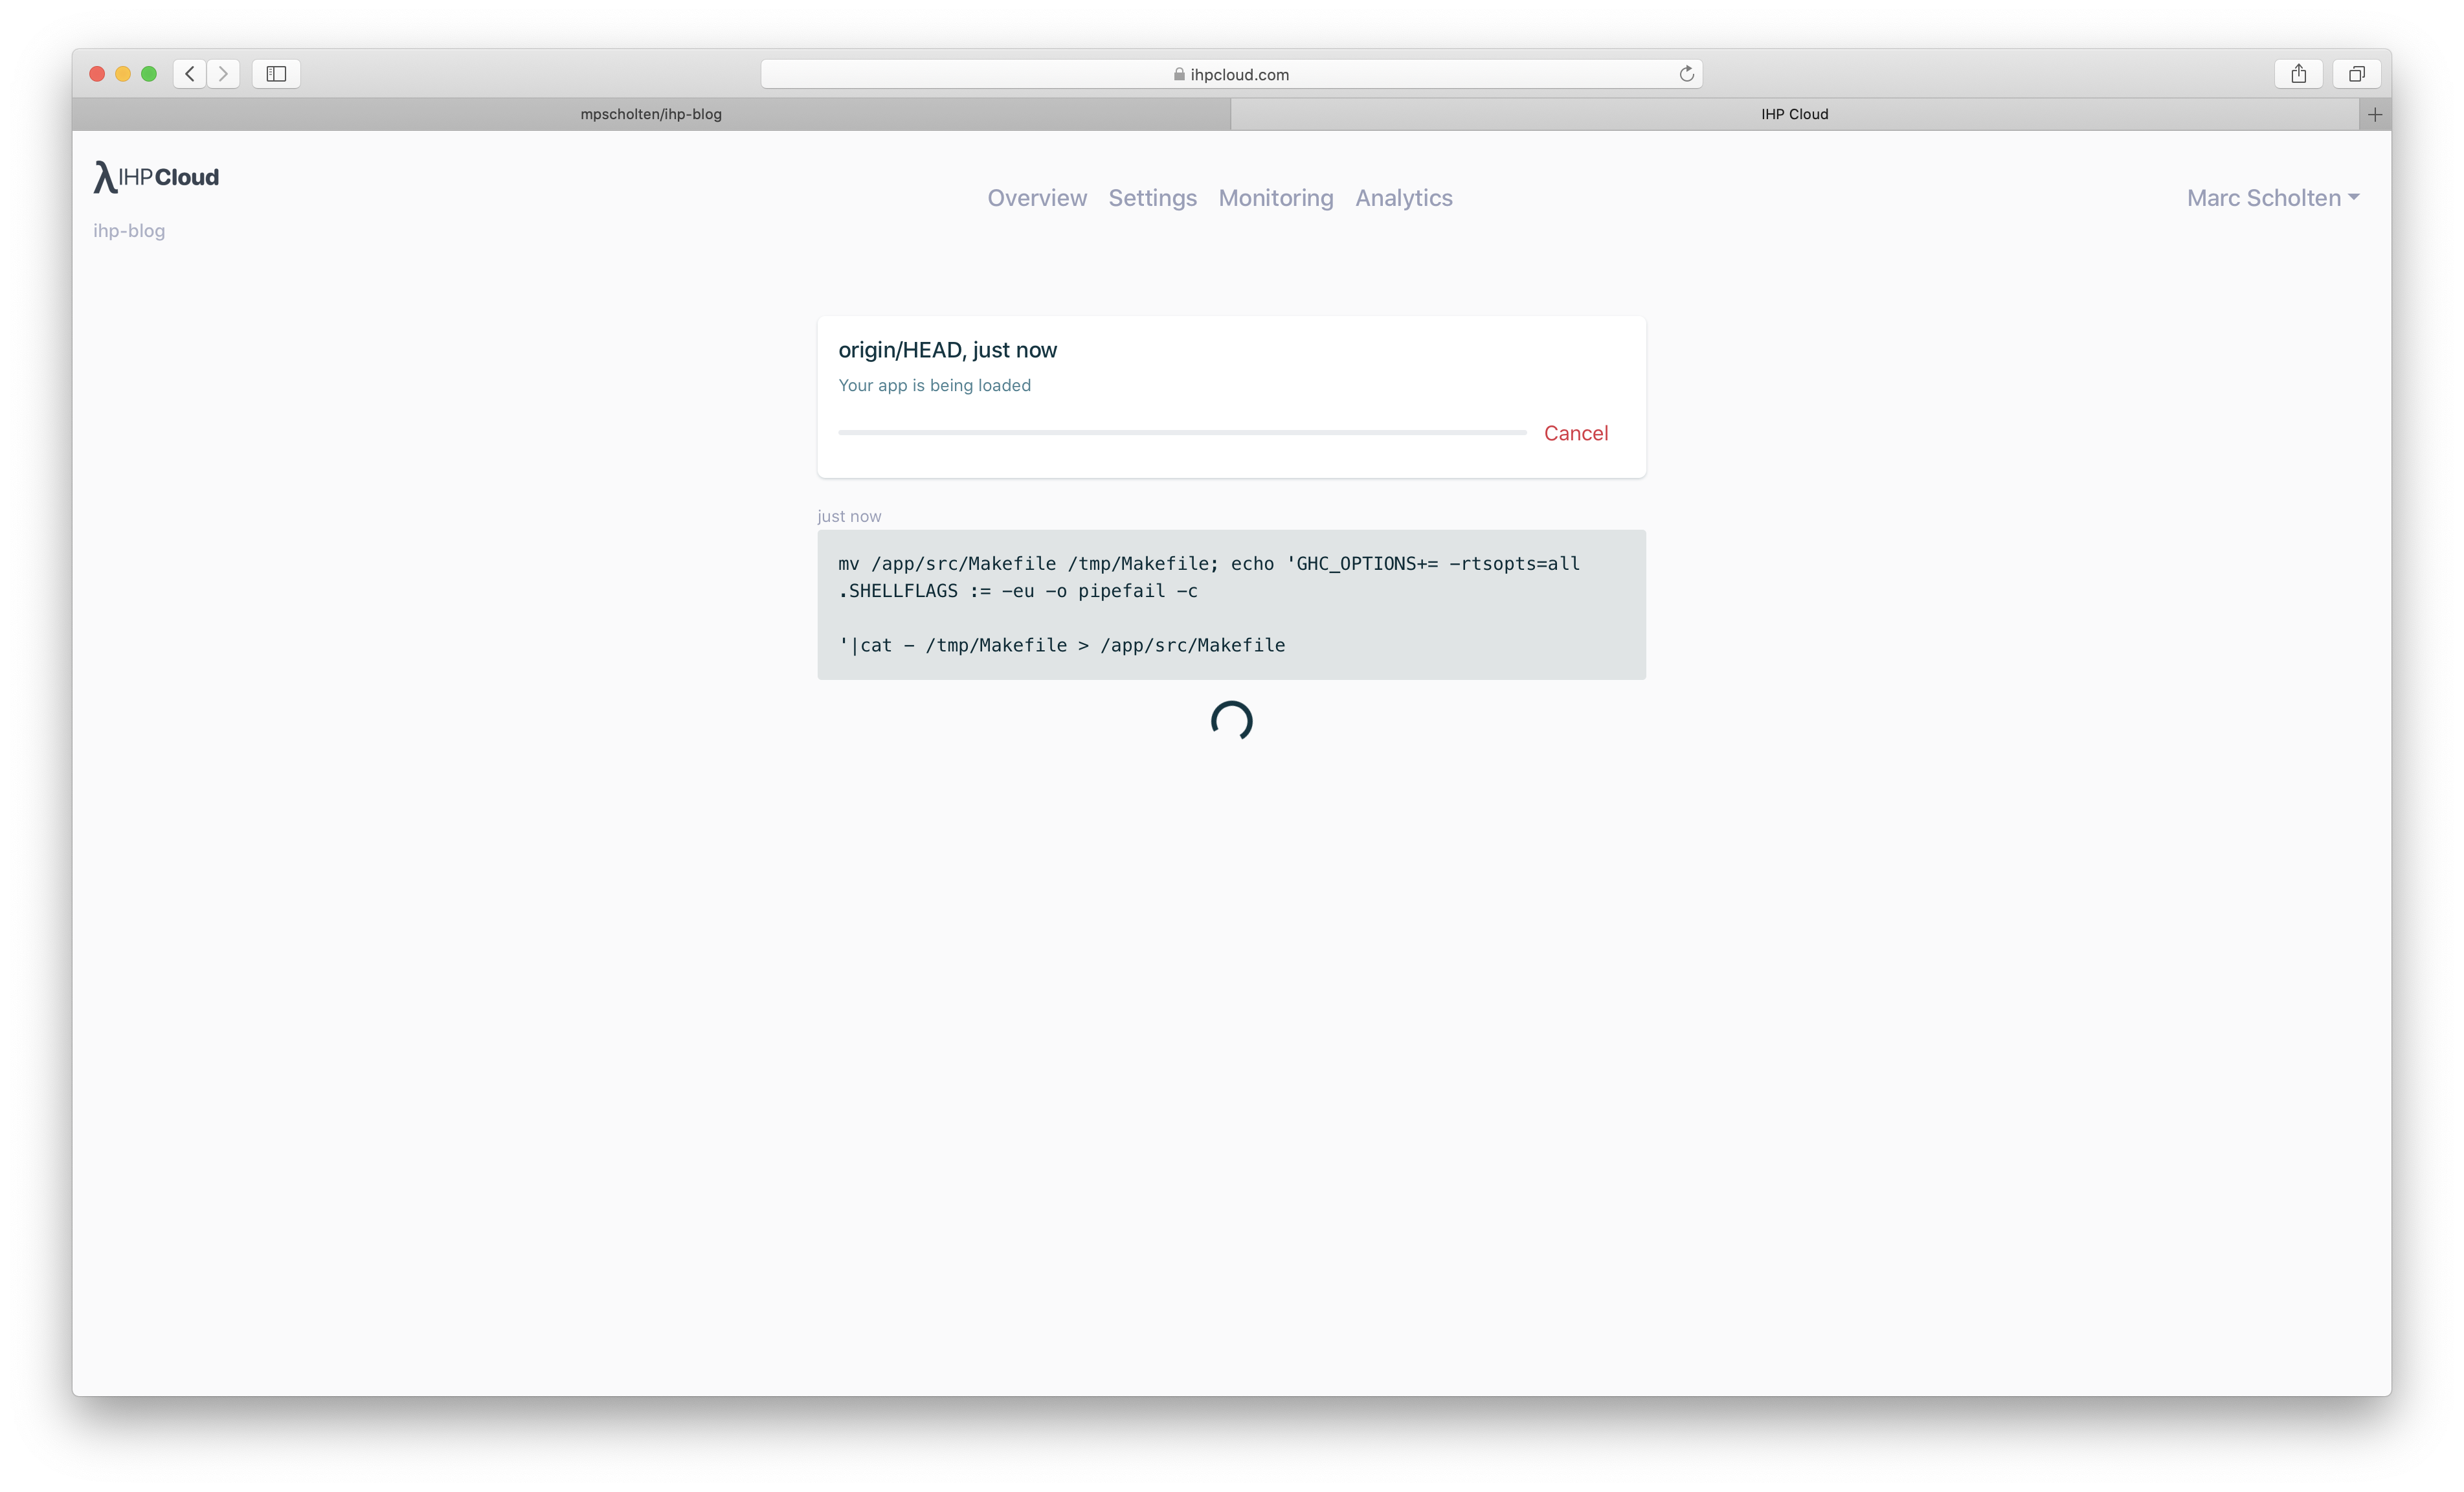 ihpcloud.com
mpscholten/ihp-blog
IHP Cloud
λIHPCloud
Overview Settings Monitoring Analytics
Marc Scholten
ihp-blog
origin/HEAD, just now
Your app is being loaded
Cancel
just now
mv /app/src/Makefile /tmp/Makefile; echo 'GHC_OPTIONS+= -rtsopts=all
.SHELLFLAGS := -eu -o pipefail -c
'|cat - /tmp/Makefile > /app/src/Makefile